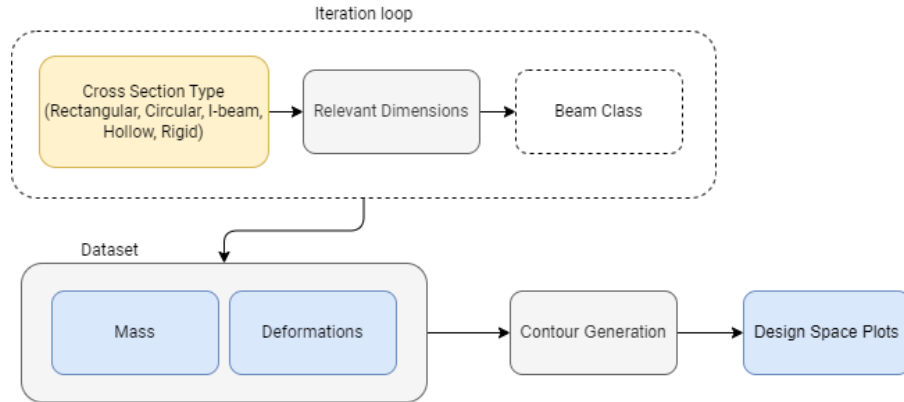 Iteration loop
Cross Section Type
(Rectangular, Circular, I-beam,
Hollow, Rigid)
Relevant Dimensions
Beam Class
Dataset
Mass
Deformations
Contour Generation
Design Space Plots